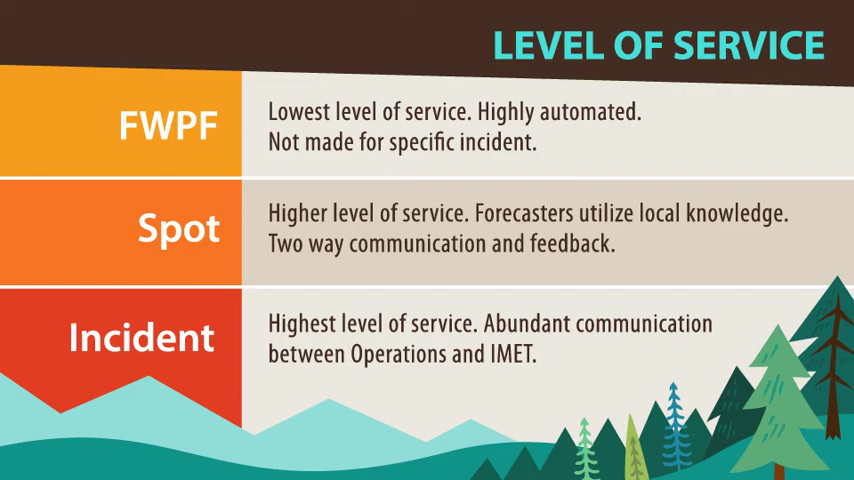 LEVEL OF SERVICE
FWPF
Lowest level of service. Highly automated.
Not made for specific incident.
Spot
Higher level of service. Forecasters utilize local knowledge.
Two way communication and feedback.
Incident
Highest level of service. Abundant communication
between Operations and IMET.